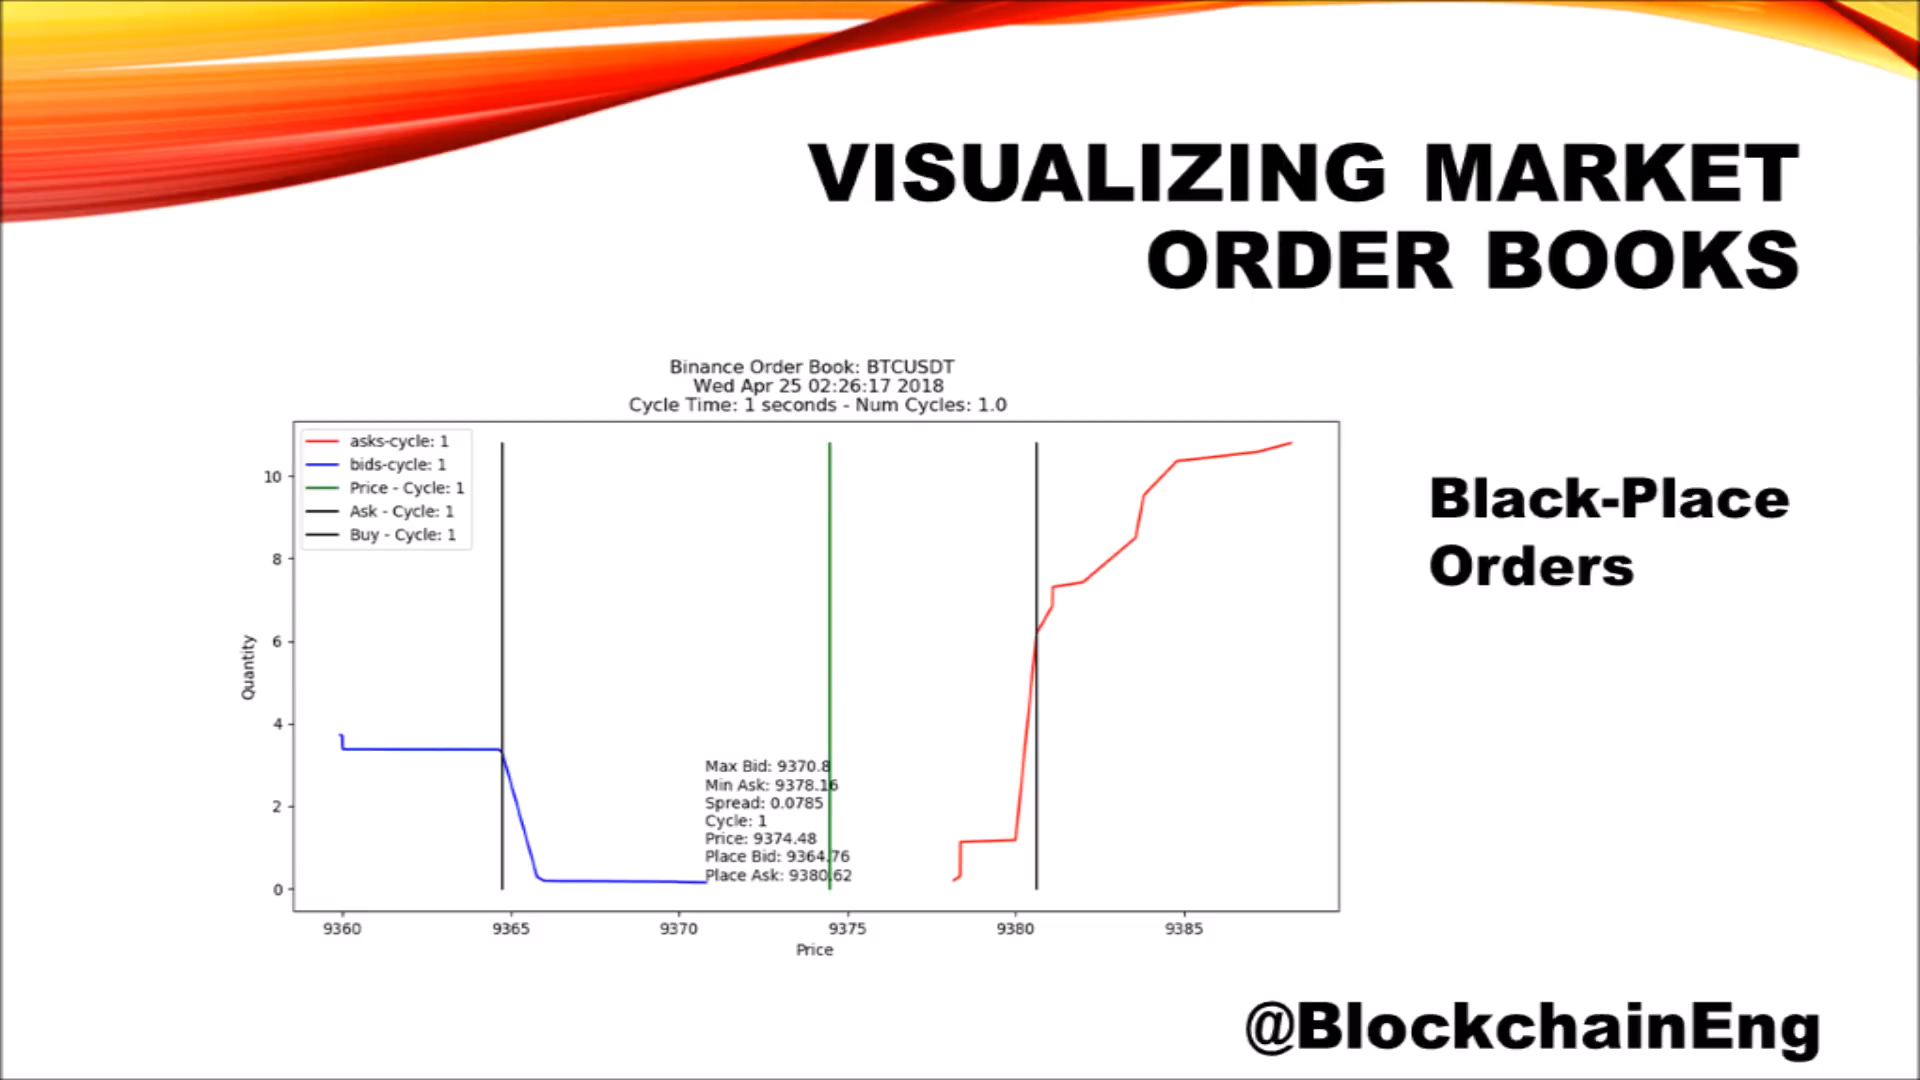 VISUALIZING MARKET
ORDER BOOKS
Binance Order Book: BTCUSDT
Wed Apr 25 02:26:17 2018
Cycle Time: 1 seconds - Num Cycles: 1.0
asks-cycle: 1
bids-cycle: 1
Price - Cycle: 1
Ask - Cycle: 1
Buy - Cycle: 1
Black-Place
Orders
Quantity
10
8
6
4
2
0
Max Bid: 9370.8
Min Ask: 9378.16
Spread: 0.0785
Cycle: 1
Price: 9374.48
Place Bid: 9364.76
Place Ask: 9380.62
9360 9365 9370 9375 9380 9385
Price
@BlockchainEng